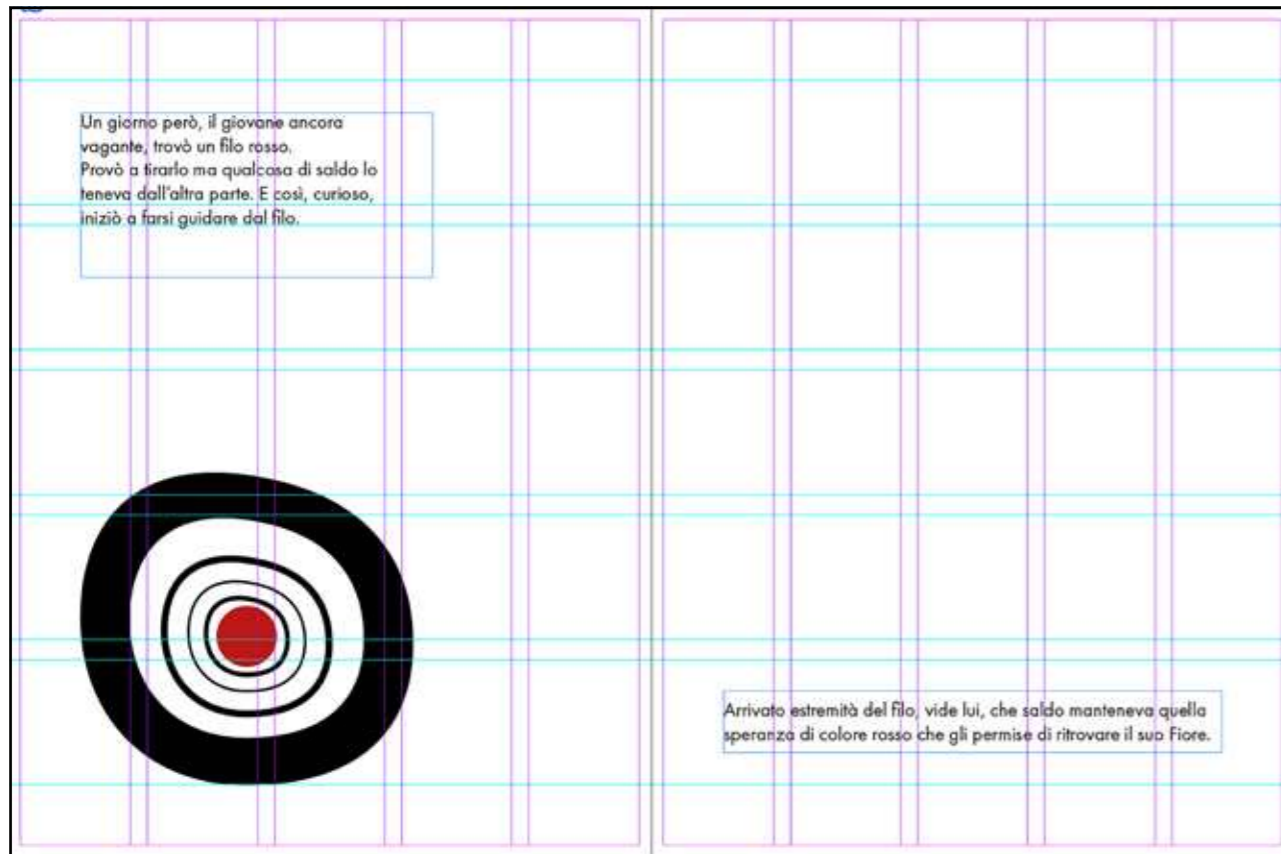 Un giorno però, il giovane ancora
vagante, trovò un filo rosso.
Provò a tirarlo ma qualcosa di saldo lo
teneva dall'altra parte. E così, curioso,
iniziò a farsi guidare dal filo.
Arrivato estremità del filo, vide lui, che saldo manteneva quella
speranza di colore rosso che gli permise di ritrovare il suo Fiore.